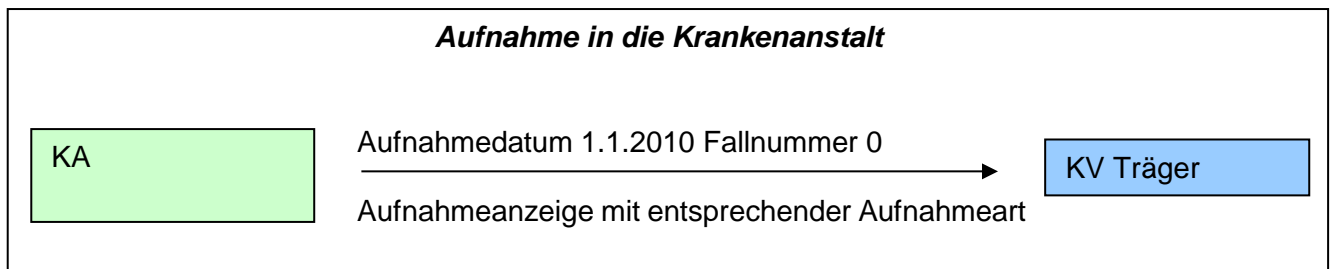 Aufnahme in die Krankenanstalt
KA
Aufnahmedatum 1.1.2010 Fallnummer 0
KV Träger
Aufnahmeanzeige mit entsprechender Aufnahmeart